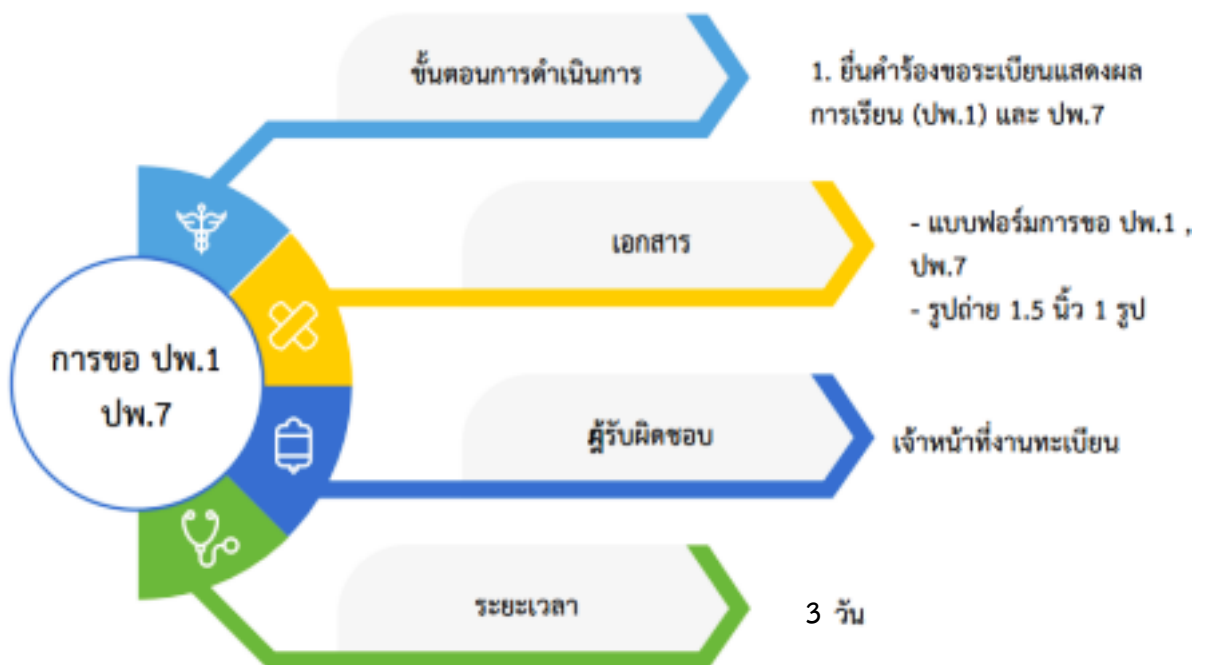 ขั้นตอนการดำเนินการ
1. ยื่นคำร้องขอระเบียนแสดงผล
การเรียน (ปพ.1) และ ปพ.7
เอกสาร
- แบบฟอร์มการขอ ปพ.1 ,
ปพ.7
- รูปถ่าย 1.5 นิ้ว 1 รูป
การขอ ปพ.1
ปพ.7
ผู้รับผิดชอบ
เจ้าหน้าที่งานทะเบียน
ระยะเวลา
3 วัน